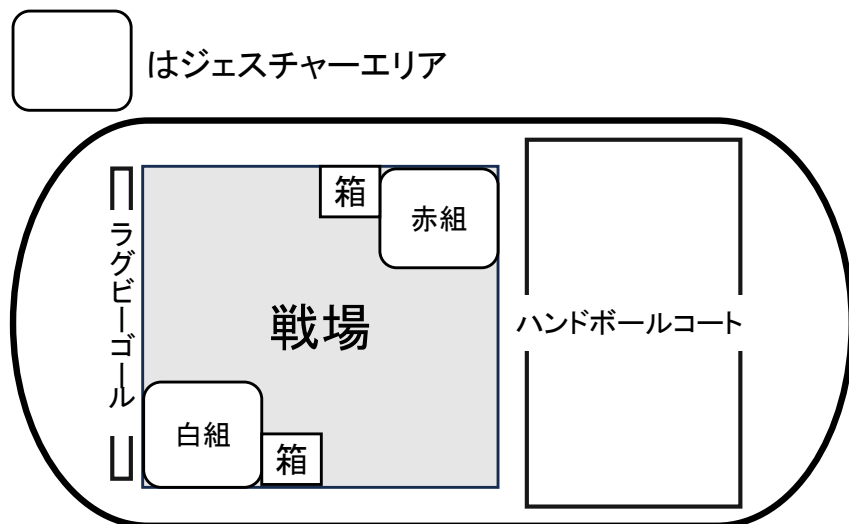 はジェスチャーエリア
箱
赤組
ラグビーゴール
戦場
ハンドボールコート
白組
箱